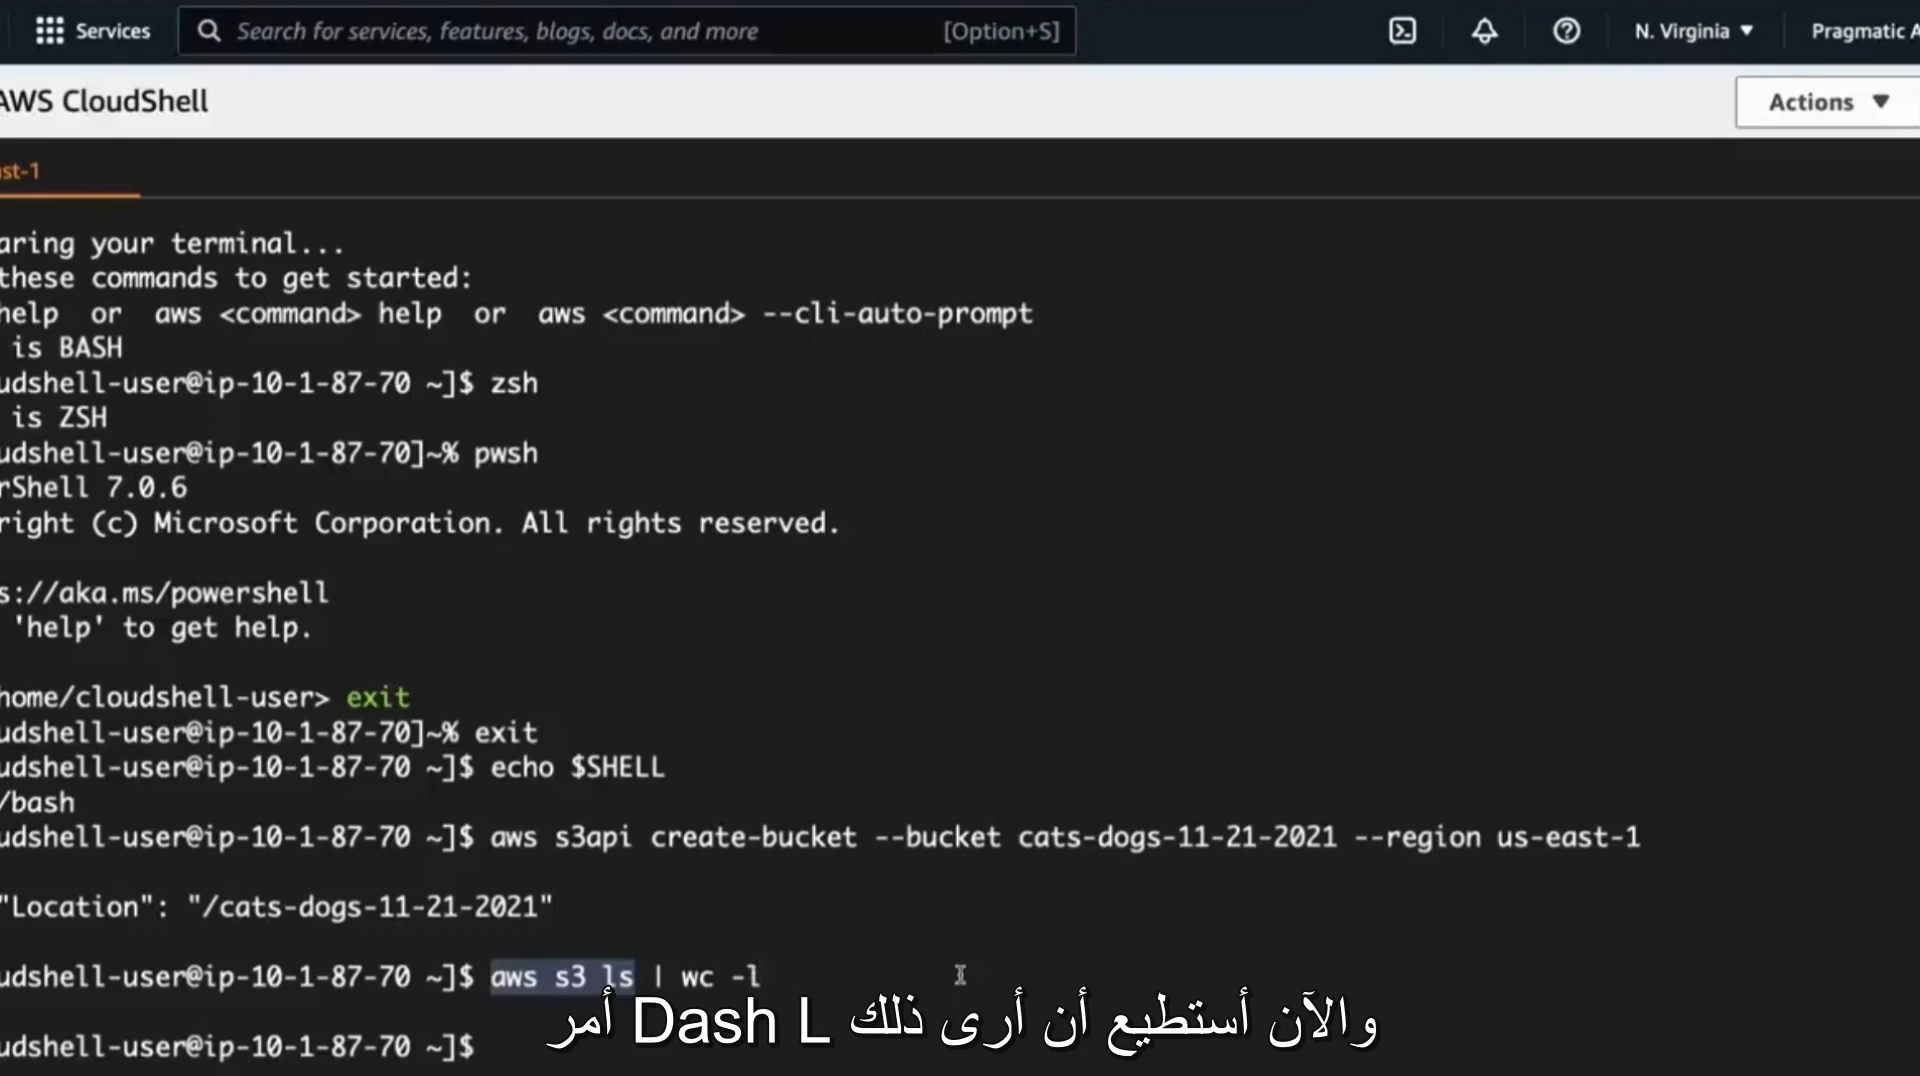 Services
Search for services, features, blogs, docs, and more [Option+S]
N. Virginia
Pragmatic A
AWS CloudShell
Actions
st-1
aring your terminal...
these commands to get started:
help or aws <command> help or aws <command> --cli-auto-prompt
is BASH
udshell-user@ip-10-1-87-70 ~]$ zsh
is ZSH
udshell-user@ip-10-1-87-70]~% pwsh
rShell 7.0.6
right (c) Microsoft Corporation. All rights reserved.
s://aka.ms/powershell
'help' to get help.
home/cloudshell-user> exit
udshell-user@ip-10-1-87-70]~% exit
udshell-user@ip-10-1-87-70 ~]$ echo $SHELL
/bash
udshell-user@ip-10-1-87-70 ~]$ aws s3api create-bucket --bucket cats-dogs-11-21-2021 --region us-east-1
"Location": "/cats-dogs-11-21-2021"
udshell-user@ip-10-1-87-70 ~]$ aws s3 ls | wc -l
udshell-user@ip-10-1-87-70 ~]$
والآن أستطيع أن أرى ذلك Dash L أمر